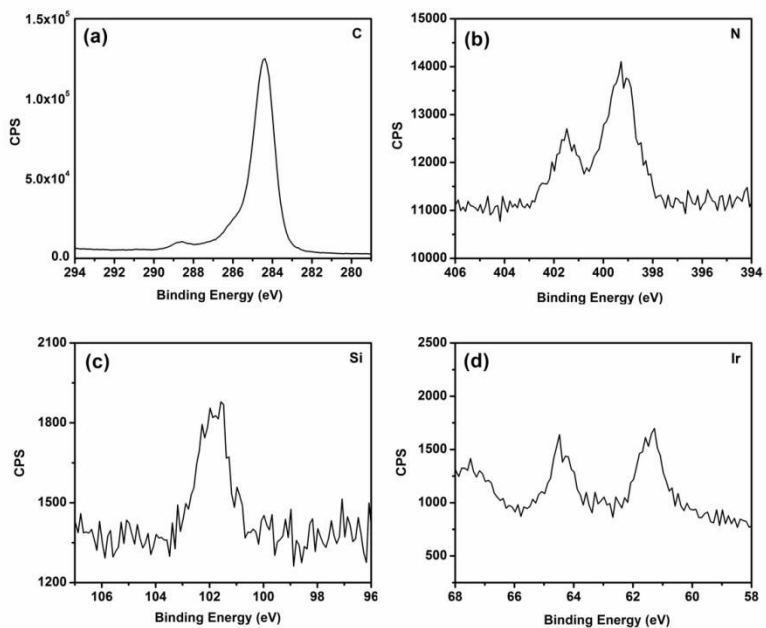 (a) C
CPS
1.5x10⁵
1.0x10⁵
5.0x10⁴
0.0
294 292 290 288 286 284 282 280
Binding Energy (eV)
(b) N
CPS
15000
14000
13000
12000
11000
10000
406 404 402 400 398 396 394
Binding Energy (eV)
(c) Si
CPS
2100
1800
1500
1200
106 104 102 100 98 96
Binding Energy (eV)
(d) Ir
CPS
2500
2000
1500
1000
500
68 66 64 62 60 58
Binding Energy (eV)